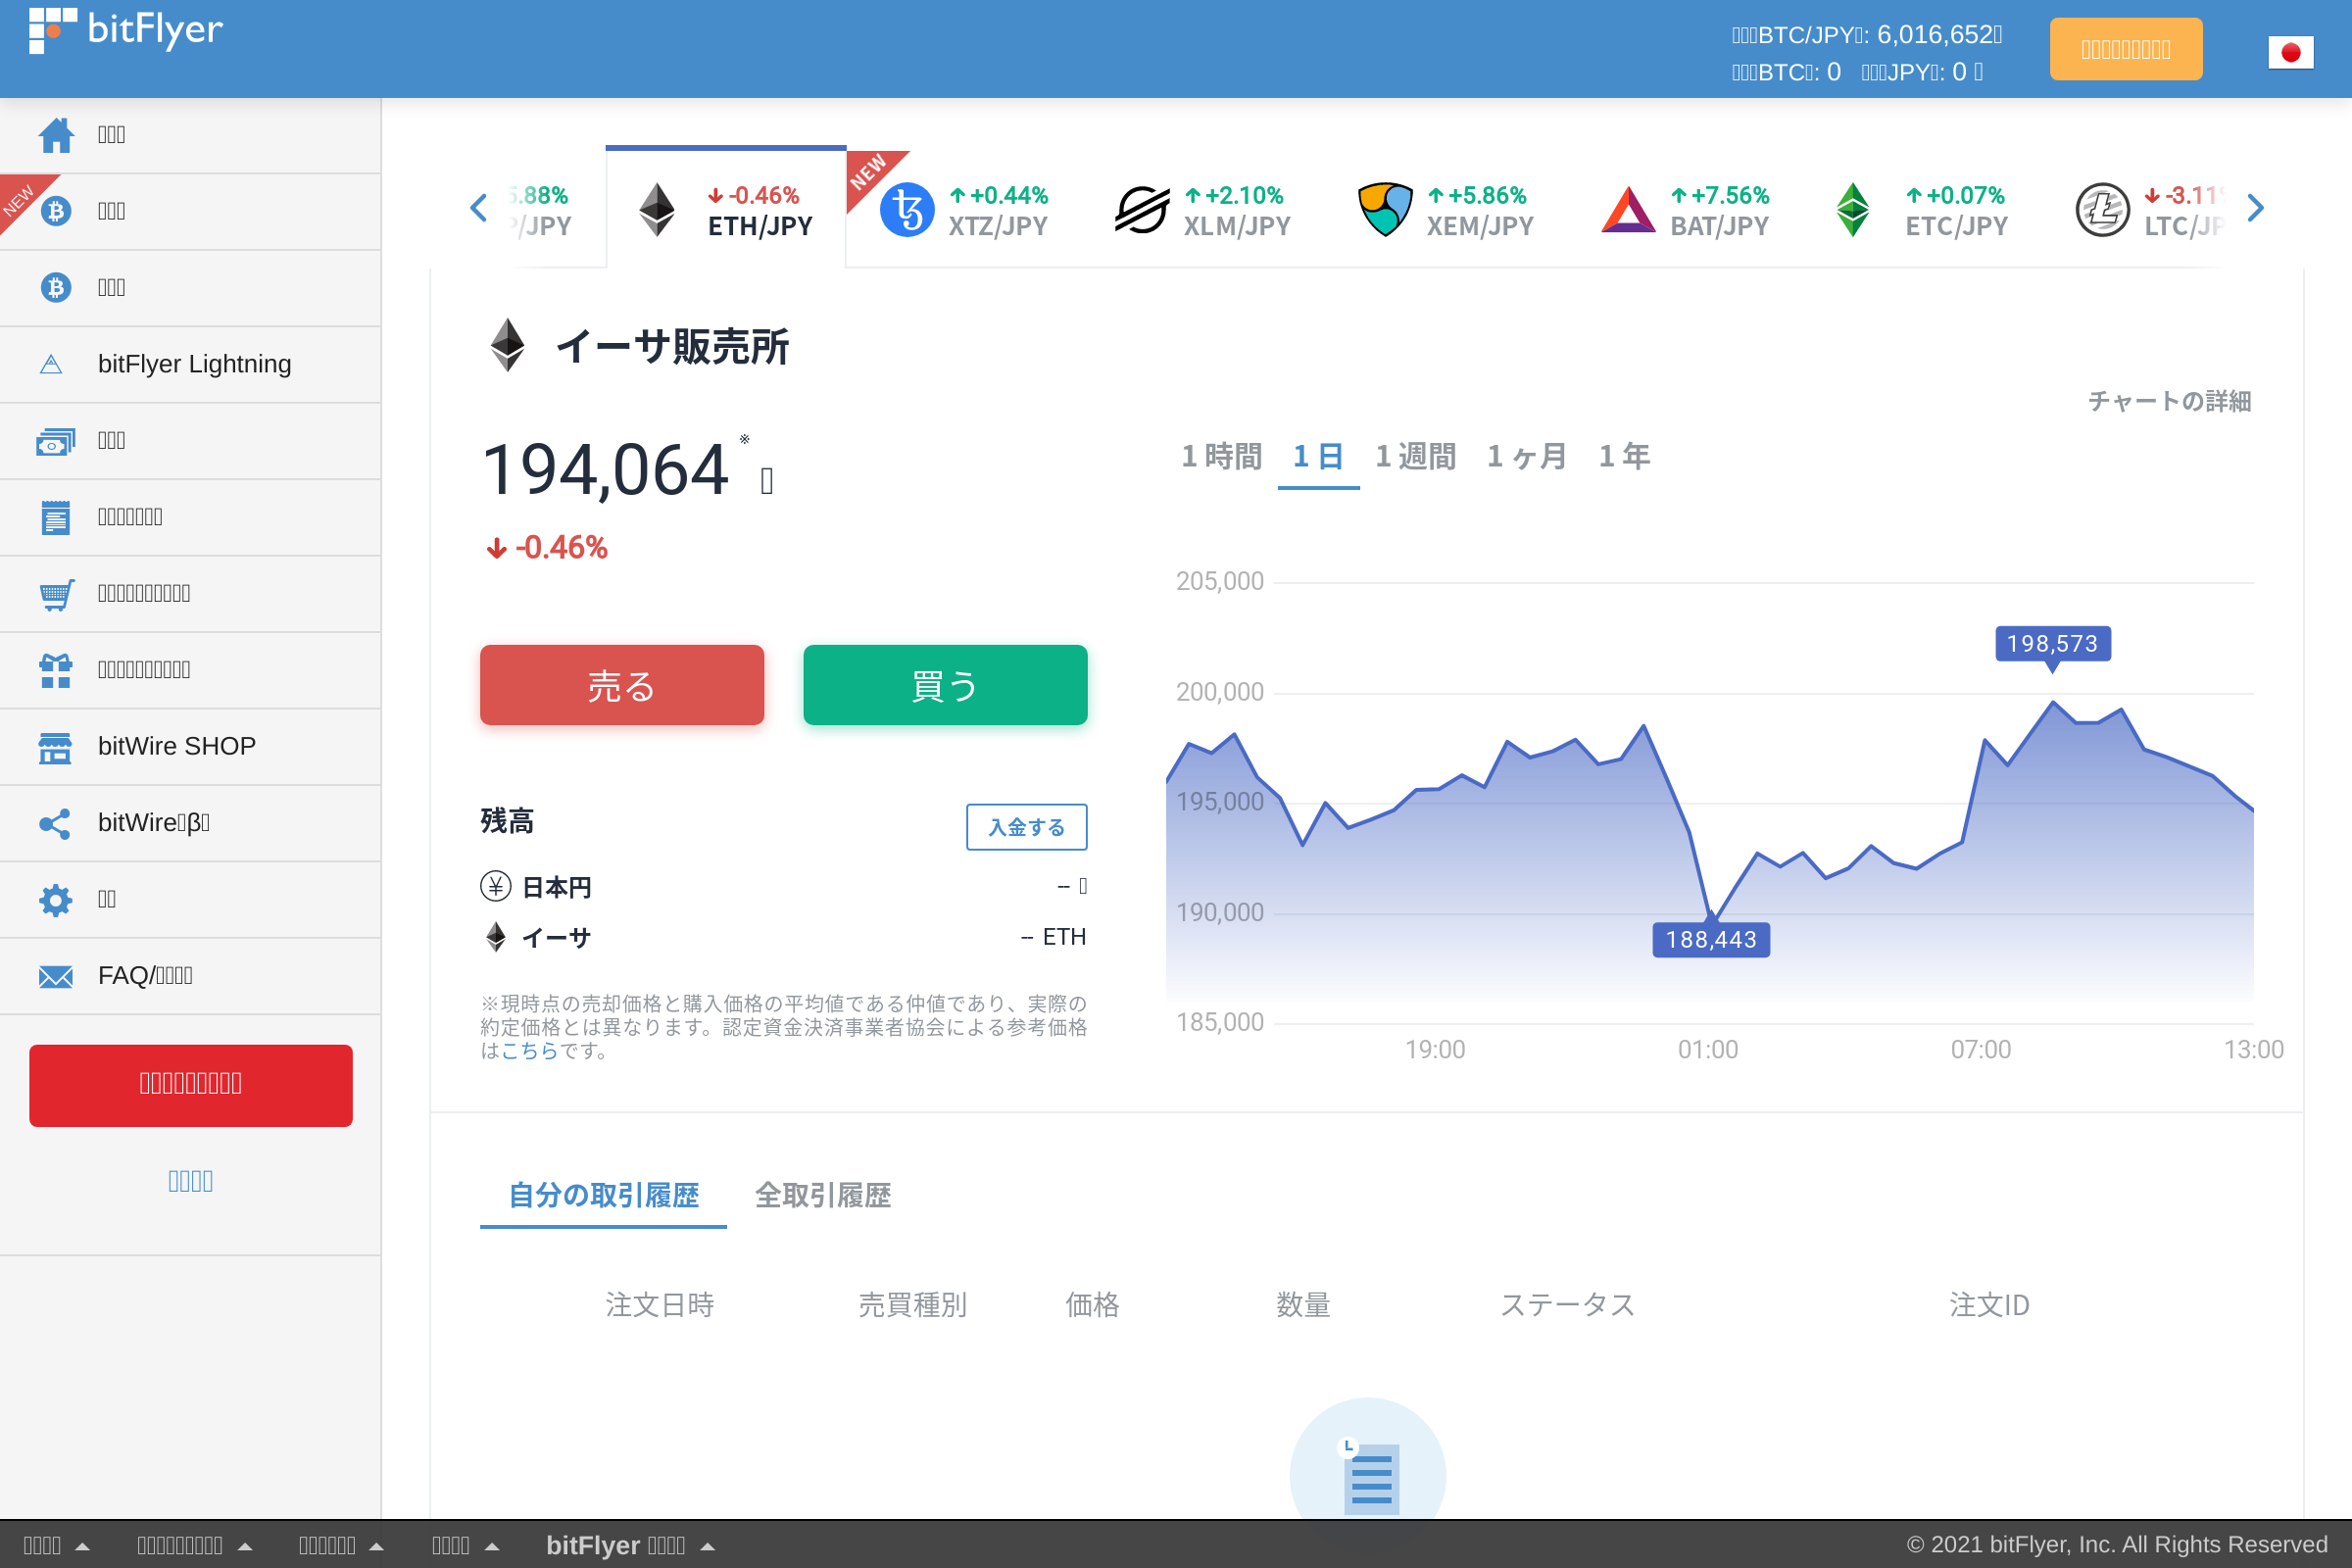 bitFlyer
BTC/JPY: 6,016,652
BTC: 0 JPY: 0
NEW
bitFlyer Lightning
bitWire SHOP
bitWire β
FAQ/
5.88%
/JPY
-0.46%
ETH/JPY
NEW
+0.44%
XTZ/JPY
+2.10%
XLM/JPY
+5.86%
XEM/JPY
+7.56%
BAT/JPY
+0.07%
ETC/JPY
-3.11%
LTC/JP
イーサ販売所
チャートの詳細
194,064 ※
-0.46%
1 時間 1 日 1 週間 1 ヶ月 1 年
売る 買う
残高 入金する
日本円 --
イーサ -- ETH
※現時点の売却価格と購入価格の平均値である仲値であり、実際の
約定価格とは異なります。認定資金決済事業者協会による参考価格
はこちらです。
205,000
198,573
200,000
195,000
190,000
188,443
185,000
19:00 01:00 07:00 13:00
自分の取引履歴 全取引履歴
注文日時 売買種別 価格 数量 ステータス 注文ID
bitFlyer
© 2021 bitFlyer, Inc. All Rights Reserved